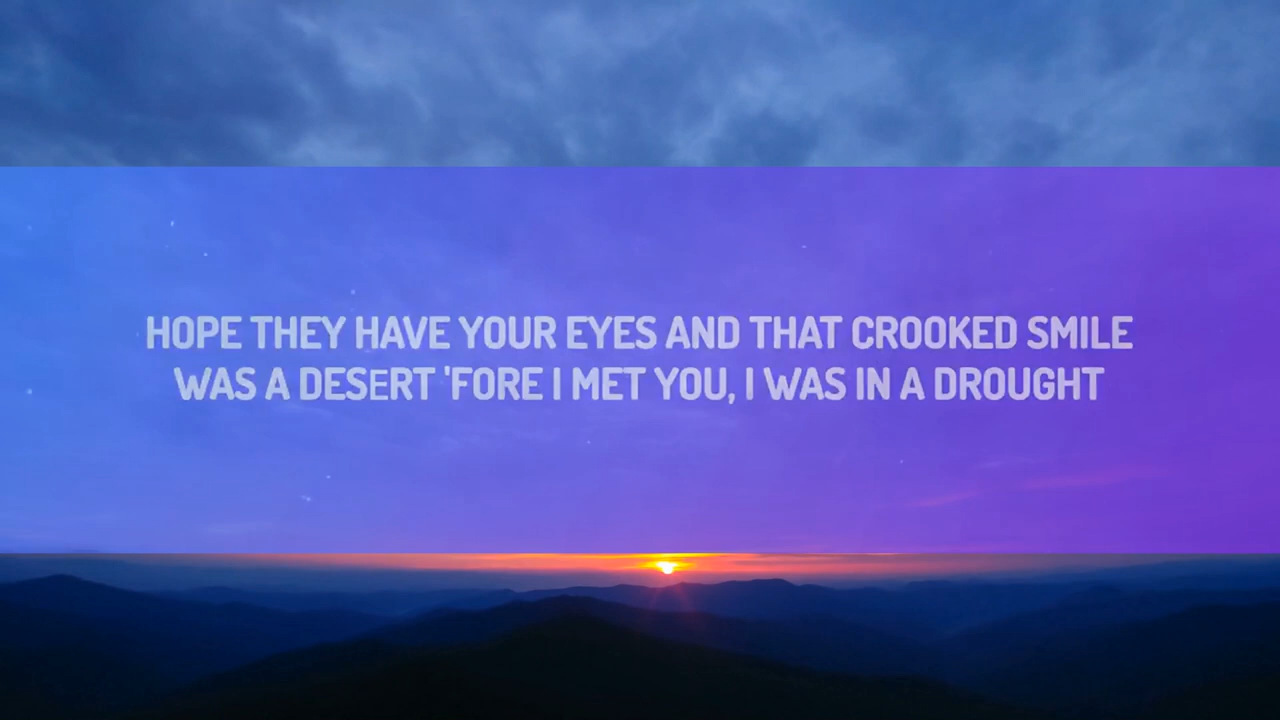 HOPE THEY HAVE YOUR EYES AND THAT CROOKED SMILE
WAS A DESERT 'FORE I MET YOU, I WAS IN A DROUGHT